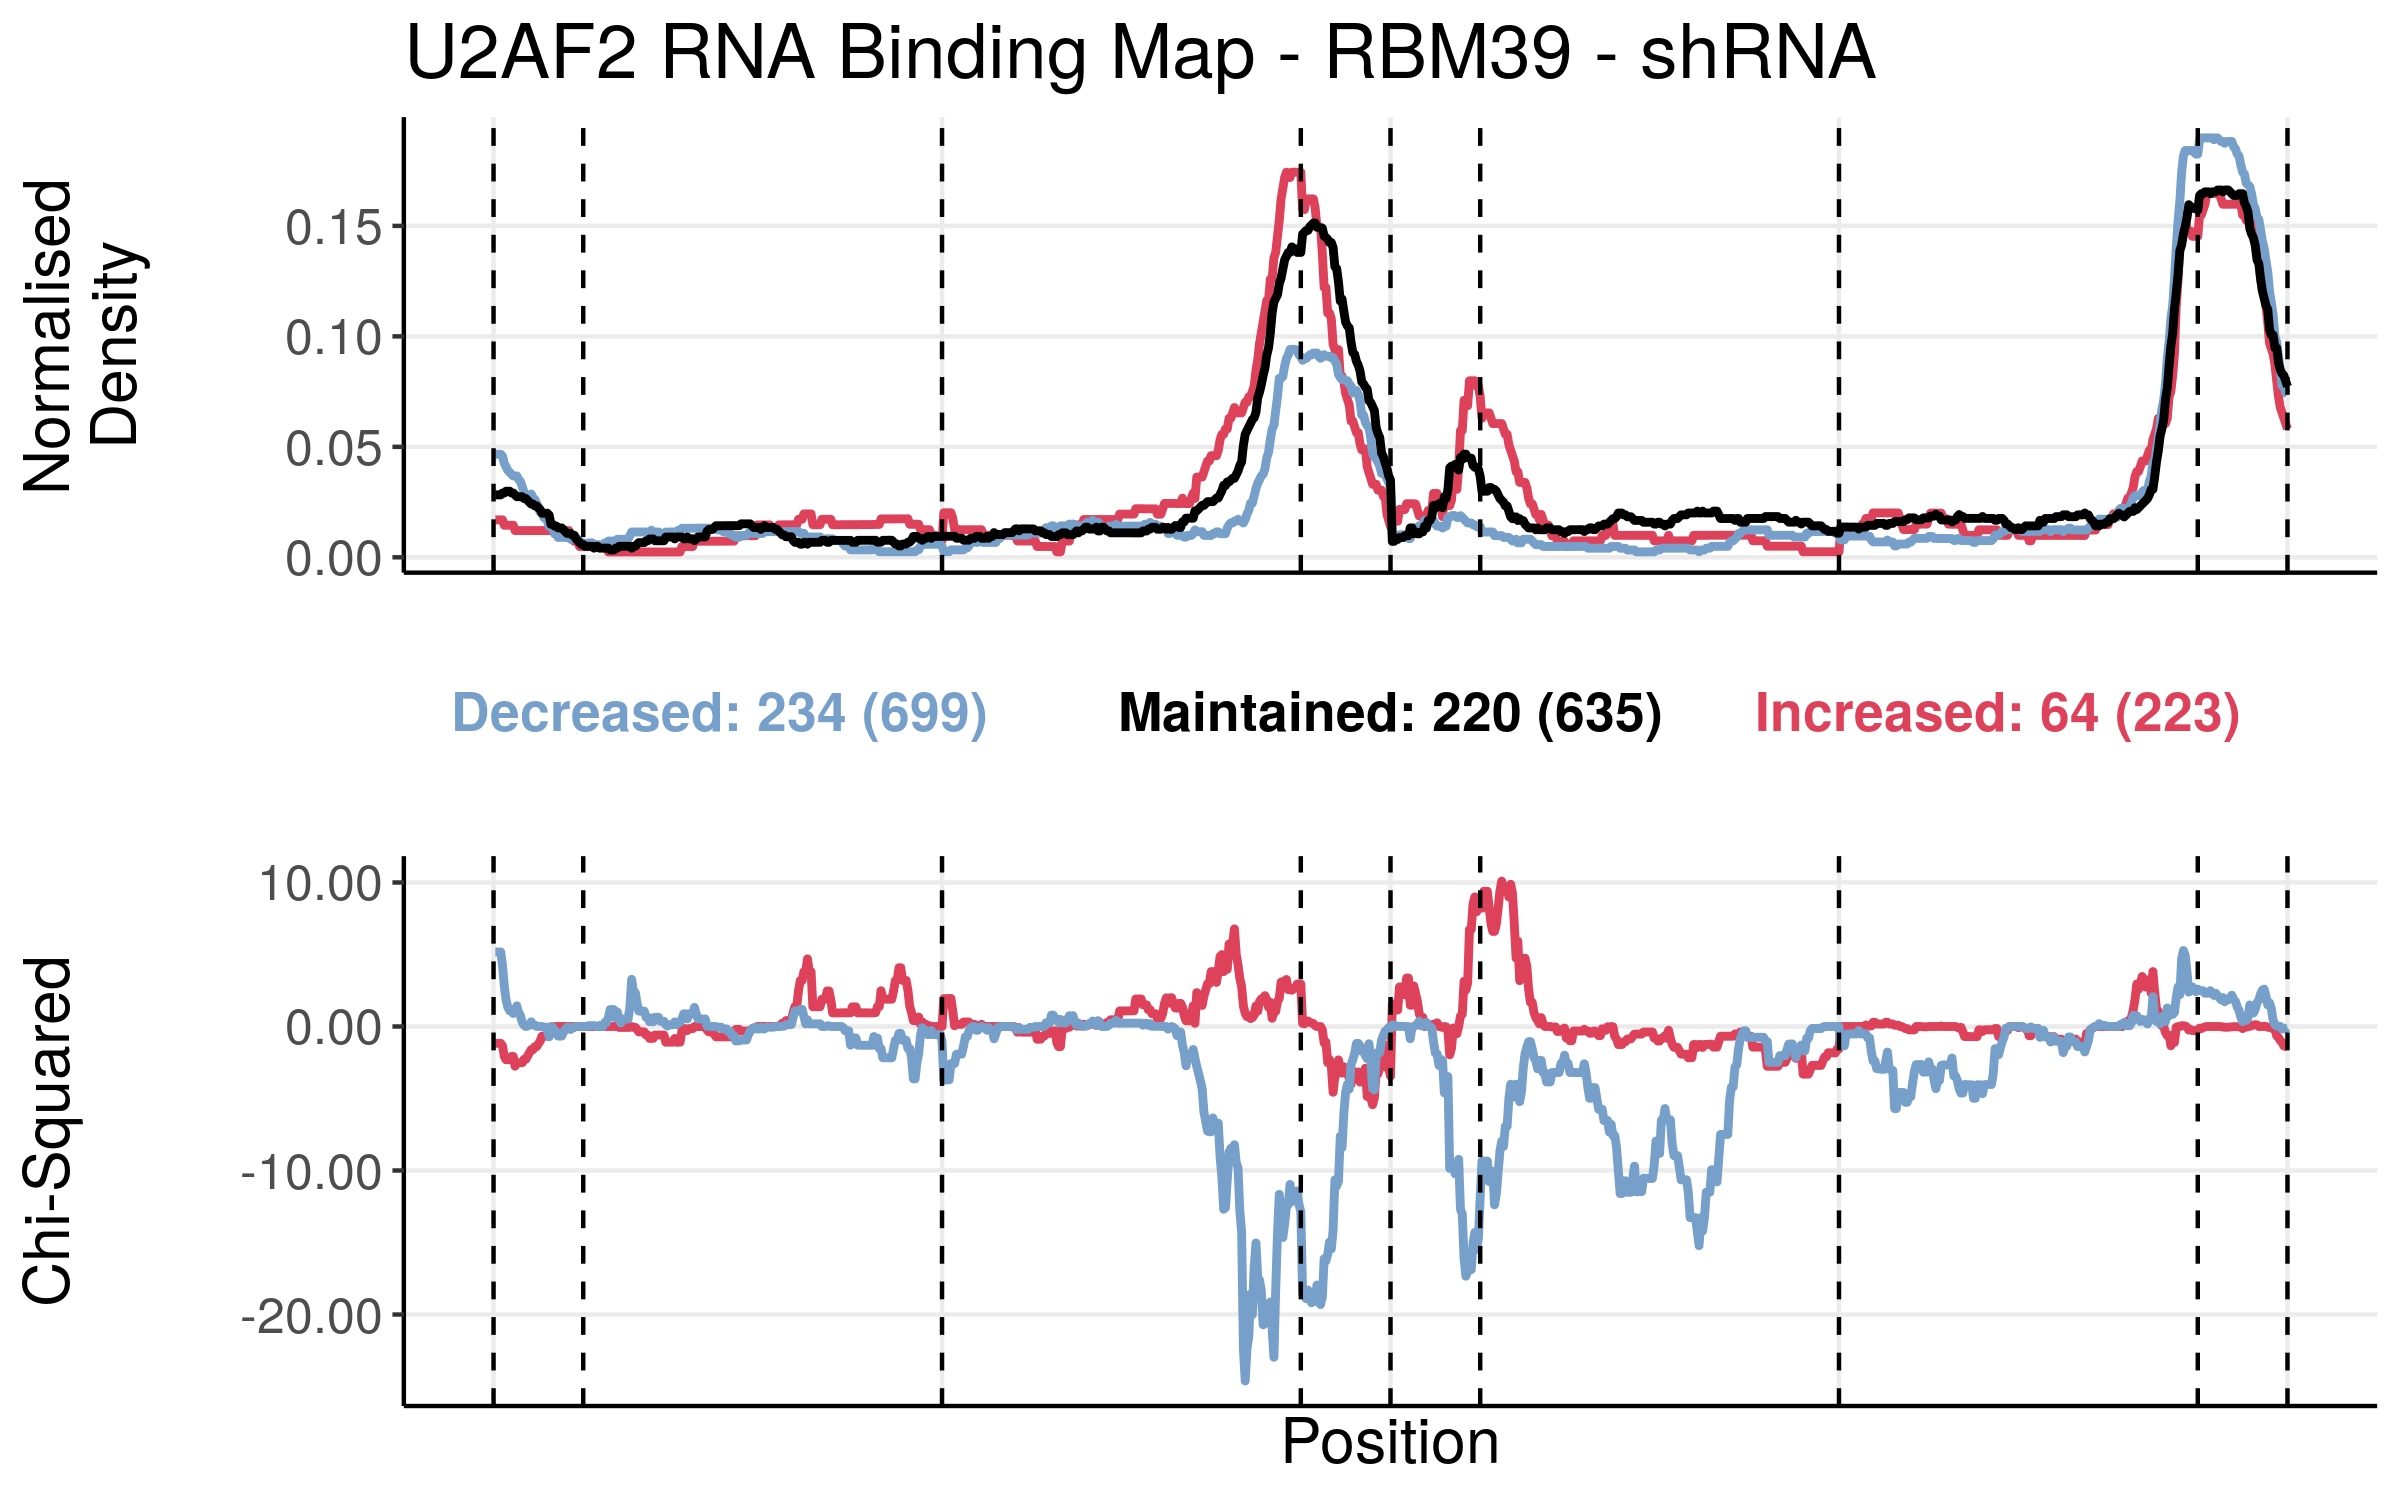 U2AF2 RNA Binding Map - RBM39 - shRNA
Normalised
Density
0.15
0.10
0.05
0.00
Decreased: 234 (699) Maintained: 220 (635) Increased: 64 (223)
Chi-Squared
10.00
0.00
-10.00
-20.00
Position